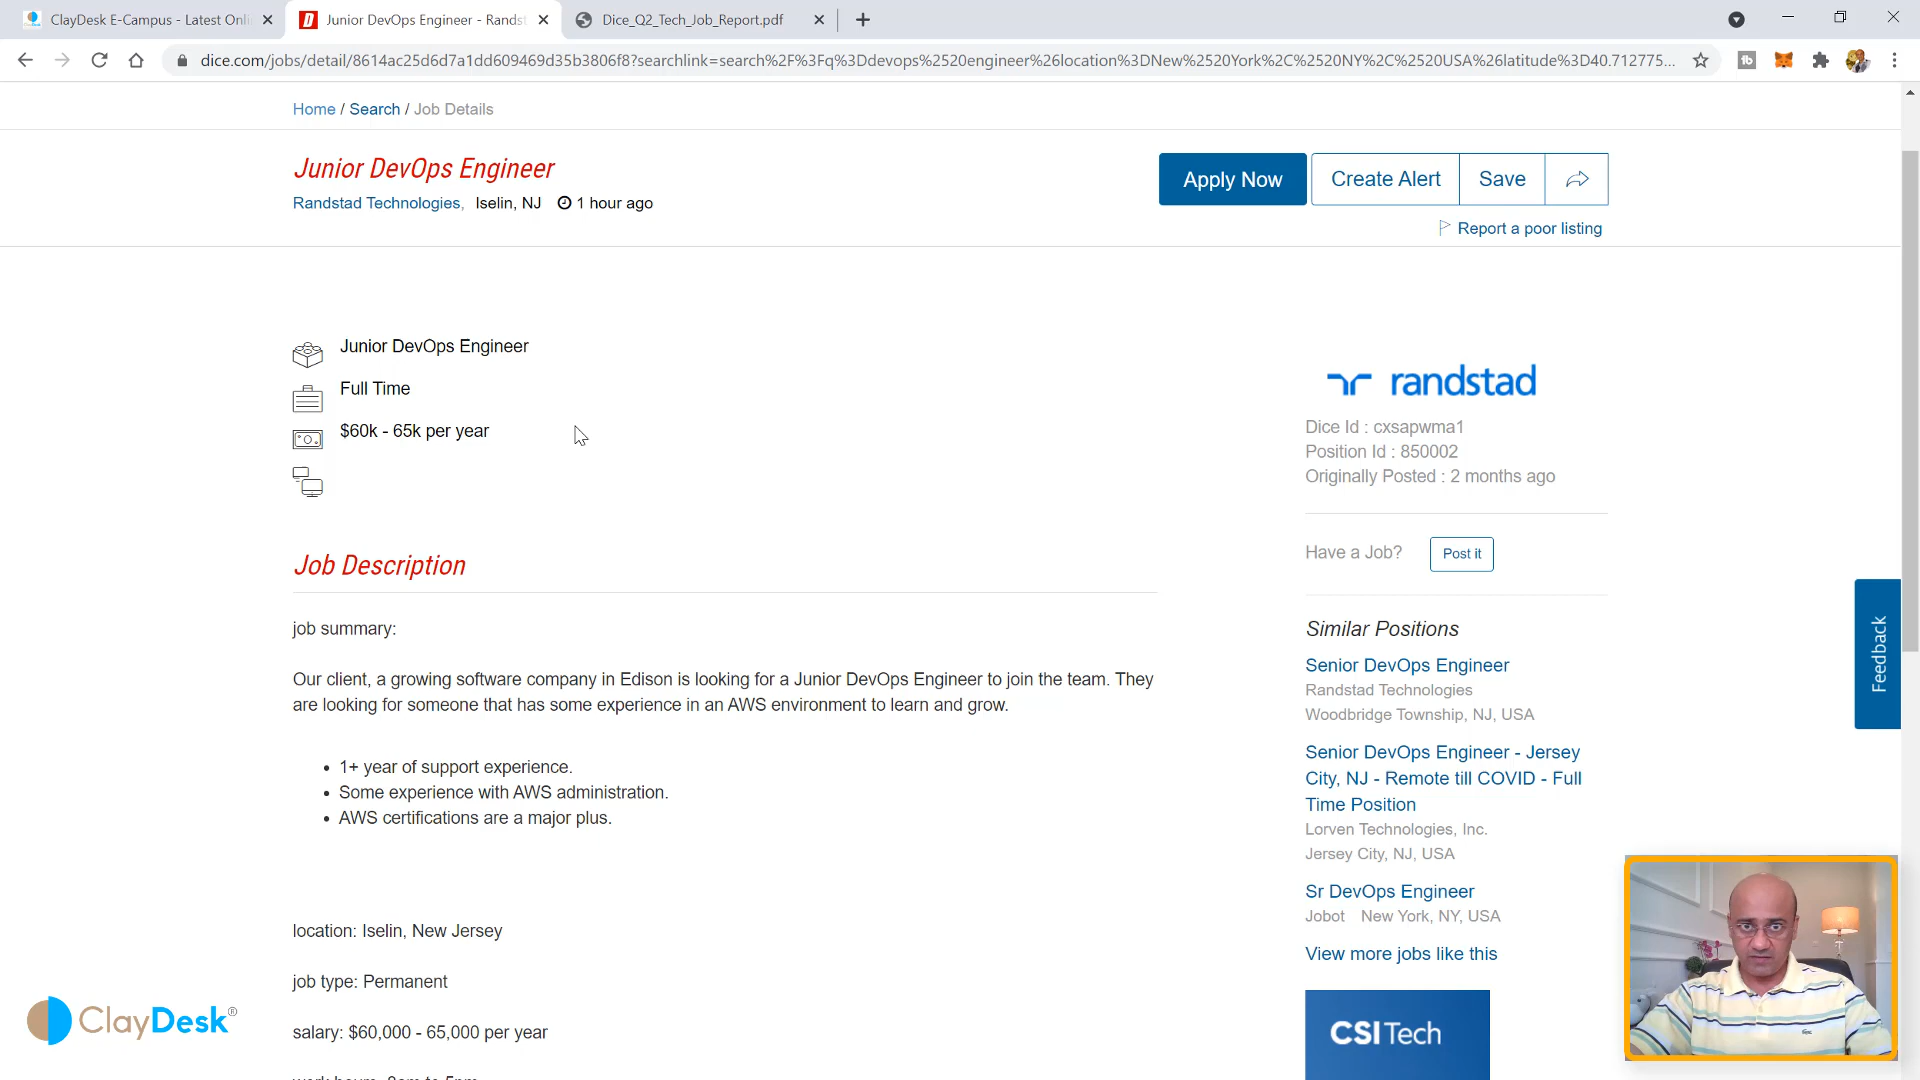 ClayDesk E-Campus - Latest Onli
Junior DevOps Engineer - Randst
Dice_Q2_Tech_Job_Report.pdf
dice.com/jobs/detail/8614ac25d6d7a1dd609469d35b3806f8?searchlink=search%2F%3Fq%3Ddevops%2520engineer%26location%3DNew%2520York%2C%2520NY%2C%2520USA%26latitude%3D40.712775...
Home / Search / Job Details
Junior DevOps Engineer
Randstad Technologies, Iselin, NJ 1 hour ago
Apply Now
Create Alert
Save
Report a poor listing
Junior DevOps Engineer
Full Time
$60k - 65k per year
Job Description
job summary:
Our client, a growing software company in Edison is looking for a Junior DevOps Engineer to join the team. They
are looking for someone that has some experience in an AWS environment to learn and grow.
• 1+ year of support experience.
• Some experience with AWS administration.
• AWS certifications are a major plus.
location: Iselin, New Jersey
job type: Permanent
salary: $60,000 - 65,000 per year
randstad
Dice Id : cxsapwma1
Position Id : 850002
Originally Posted : 2 months ago
Have a Job? Post it
Similar Positions
Senior DevOps Engineer
Randstad Technologies
Woodbridge Township, NJ, USA
Senior DevOps Engineer - Jersey
City, NJ - Remote till COVID - Full
Time Position
Lorven Technologies, Inc.
Jersey City, NJ, USA
Sr DevOps Engineer
Jobot New York, NY, USA
View more jobs like this
CSI Tech
Feedback
ClayDesk®